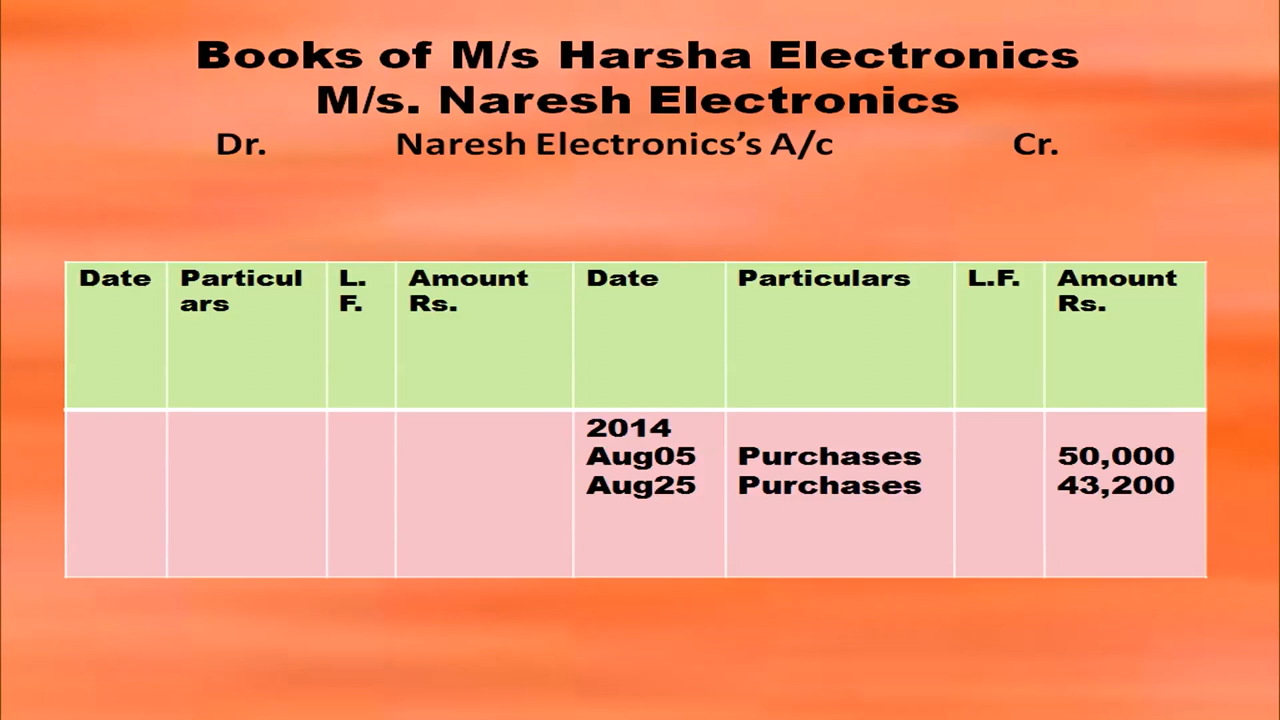 Books of M/s Harsha Electronics
M/s. Naresh Electronics
Dr. Naresh Electronics’s A/c Cr.
Date Particul L. Amount Date Particulars L.F. Amount
ars F. Rs. Rs.
2014
Aug05 Purchases 50,000
Aug25 Purchases 43,200